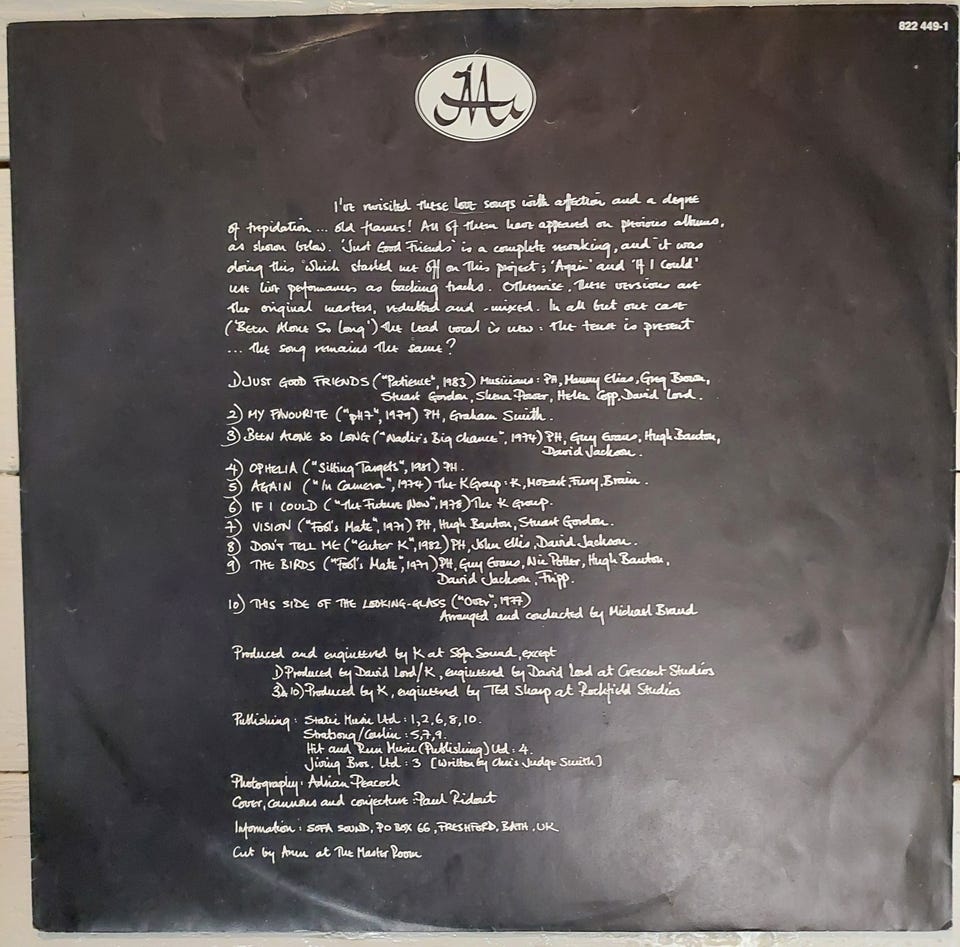 822 449-1
I've revisited these love songs with affection and a degree
of trepidation ... old flames! All of them have appeared on previous albums,
as shown below. 'Just Good Friends' is a complete reworking, and it was
doing this which started me off on this project; 'Again' and 'If I Could'
use live performances as backing tracks. Otherwise, these versions are
the original masters, redubbed and -mixed. In all but one case
('Been Alone So Long') the lead vocal is new: the tense is present
... the song remains the same?
1) JUST GOOD FRIENDS ("Patience", 1983) Musicians: PH, Manny Elias, Greg Brown,
Stuart Gordon, Shena Power, Helen Copp, David Lord.
2) MY FAVOURITE ("pH7", 1979) PH, Graham Smith.
3) BEEN ALONE SO LONG ("Nadir's Big Chance", 1974) PH, Guy Evans, Hugh Banton,
David Jackson.
4) OPHELIA ("Sitting Targets", 1981) PH.
5) AGAIN ("In Camera", 1974) The K Group: K, Mozart, Fury, Brain.
6) IF I COULD ("The Future Now", 1978) The K Group.
7) VISION ("Fool's Mate", 1971) PH, Hugh Banton, Stuart Gordon.
8) DON'T TELL ME ("Enter K", 1982) PH, John Ellis, David Jackson.
9) THE BIRDS ("Fool's Mate", 1971) PH, Guy Evans, Nic Potter, Hugh Banton,
David Jackson, Fripp.
10) THIS SIDE OF THE LOOKING-GLASS ("Over", 1977)
Arranged and conducted by Michael Brand
Produced and engineered by K at Sofa Sound, except
1) Produced by David Lord/K, engineered by David Lord at Crescent Studios
3 & 10) Produced by K, engineered by Ted Sharp at Rockfield Studios
Publishing: Static Music Ltd: 1, 2, 6, 8, 10.
Stratsong/Carlin: 5, 7, 9.
Hit and Run Music (Publishing) Ltd: 4.
Jiving Bros. Ltd: 3 [Written by Chris Judge Smith]
Photography: Adrian Peacock
Cover, cannons and conjecture: Paul Ridout
Information: SOFA SOUND, PO BOX 66, FRESHFORD, BATH, UK
Cut by Arun at The Master Room